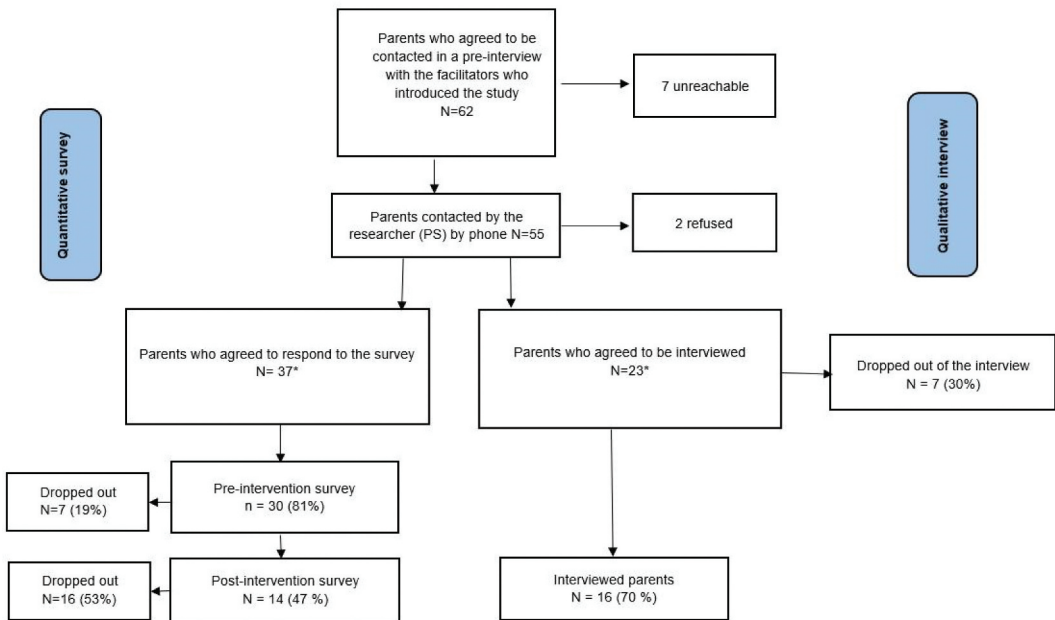 Parents who agreed to be
contacted in a pre-interview
with the facilitators who
introduced the study
N=62
7 unreachable
Quantitative survey
Qualitative interview
Parents contacted by the
researcher (PS) by phone N=55
2 refused
Parents who agreed to respond to the survey
N= 37*
Parents who agreed to be interviewed
N=23*
Dropped out of the interview
N = 7 (30%)
Dropped out
N=7 (19%)
Pre-intervention survey
n = 30 (81%)
Dropped out
N=16 (53%)
Post-intervention survey
N = 14 (47 %)
Interviewed parents
N = 16 (70 %)